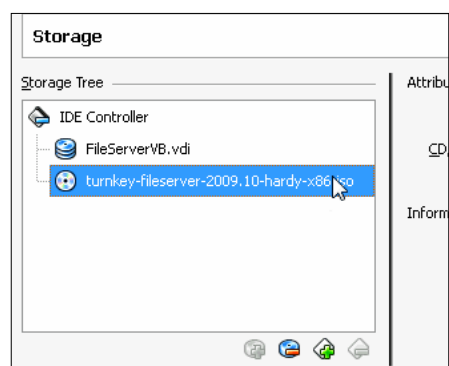 Storage
Storage Tree
Attribu
IDE Controller
FileServerVB.vdi
CD,
turnkey-fileserver-2009.10-hardy-x86.iso
Inform